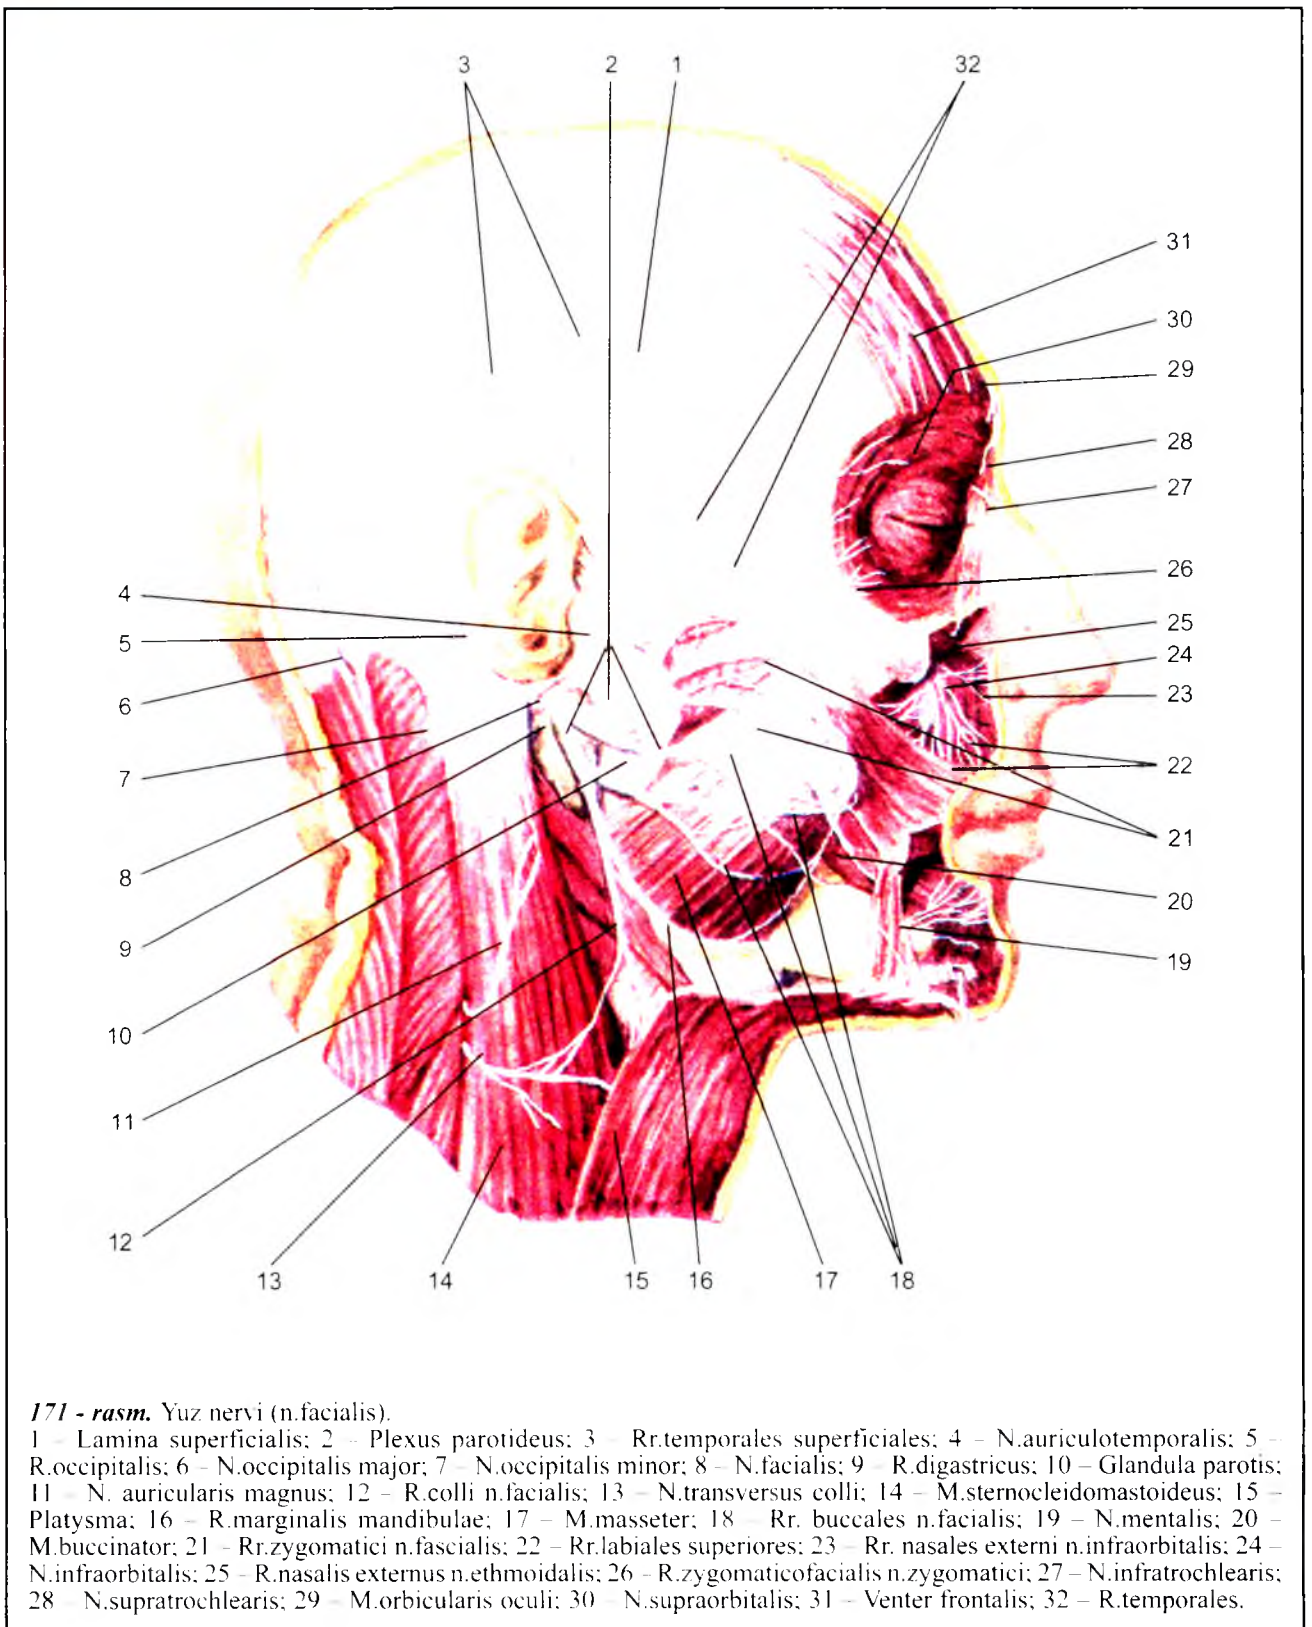 3 2 1 32
31
30
29
28
27
26
4
5
25
24
23
6
22
7
21
8
20
9
19
10
11
12
13 14 15 16 17 18
171 - rasm. Yuz nervi (n.facialis).
1 – Lamina superficialis; 2 – Plexus parotideus; 3 – Rr.temporales superficiales; 4 – N.auriculotemporalis; 5 –
R.occipitalis; 6 – N.occipitalis major; 7 – N.occipitalis minor; 8 – N.facialis; 9 – R.digastricus; 10 – Glandula parotis;
11 – N. auricularis magnus; 12 – R.colli n.facialis; 13 – N.transversus colli; 14 – M.sternocleidomastoideus; 15 –
Platysma; 16 – R.marginalis mandibulae; 17 – M.masseter; 18 – Rr. buccales n.facialis; 19 – N.mentalis; 20 –
M.buccinator; 21 – Rr.zygomatici n.fascialis; 22 – Rr.labiales superiores; 23 – Rr. nasales externi n.infraorbitalis; 24 –
N.infraorbitalis; 25 – R.nasalis externus n.ethmoidalis; 26 – R.zygomaticofacialis n.zygomatici; 27 – N.infratrochlearis;
28 – N.supratrochlearis; 29 – M.orbicularis oculi; 30 – N.supraorbitalis; 31 – Venter frontalis; 32 – R.temporales.